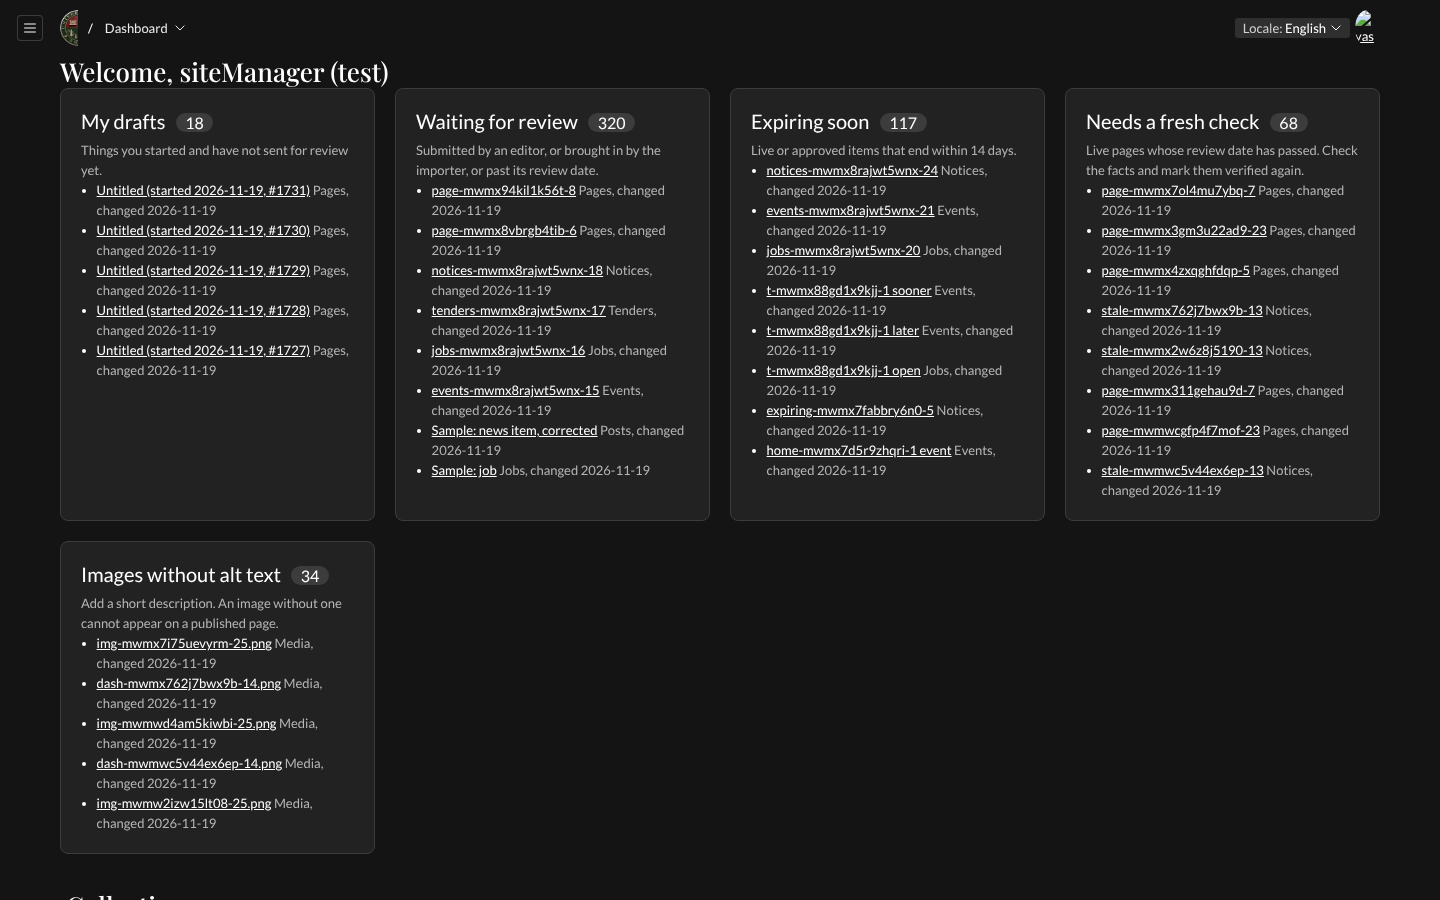 / Dashboard
Locale: English
vas
Welcome, siteManager (test)
My drafts 18
Things you started and have not sent for review
yet.
Untitled (started 2026-11-19, #1731) Pages,
changed 2026-11-19
Untitled (started 2026-11-19, #1730) Pages,
changed 2026-11-19
Untitled (started 2026-11-19, #1729) Pages,
changed 2026-11-19
Untitled (started 2026-11-19, #1728) Pages,
changed 2026-11-19
Untitled (started 2026-11-19, #1727) Pages,
changed 2026-11-19
Waiting for review 320
Submitted by an editor, or brought in by the
importer, or past its review date.
page-mwmx94kil1k56t-8 Pages, changed
2026-11-19
page-mwmx8vbrgb4tib-6 Pages, changed
2026-11-19
notices-mwmx8rajwt5wnx-18 Notices,
changed 2026-11-19
tenders-mwmx8rajwt5wnx-17 Tenders,
changed 2026-11-19
jobs-mwmx8rajwt5wnx-16 Jobs, changed
2026-11-19
events-mwmx8rajwt5wnx-15 Events,
changed 2026-11-19
Sample: news item, corrected Posts, changed
2026-11-19
Sample: job Jobs, changed 2026-11-19
Expiring soon 117
Live or approved items that end within 14 days.
notices-mwmx8rajwt5wnx-24 Notices,
changed 2026-11-19
events-mwmx8rajwt5wnx-21 Events,
changed 2026-11-19
jobs-mwmx8rajwt5wnx-20 Jobs, changed
2026-11-19
t-mwmx88gd1x9kjj-1 sooner Events,
changed 2026-11-19
t-mwmx88gd1x9kjj-1 later Events, changed
2026-11-19
t-mwmx88gd1x9kjj-1 open Jobs, changed
2026-11-19
expiring-mwmx7fabbry6n0-5 Notices,
changed 2026-11-19
home-mwmx7d5r9zhqri-1 event Events,
changed 2026-11-19
Needs a fresh check 68
Live pages whose review date has passed. Check
the facts and mark them verified again.
page-mwmx7ol4mu7ybq-7 Pages, changed
2026-11-19
page-mwmx3gm3u22ad9-23 Pages, changed
2026-11-19
page-mwmx4zxqghfdqp-5 Pages, changed
2026-11-19
stale-mwmx762j7bwx9b-13 Notices,
changed 2026-11-19
stale-mwmx2w6z8j5190-13 Notices,
changed 2026-11-19
page-mwmx311gehau9d-7 Pages, changed
2026-11-19
page-mwmwcgfp4f7mof-23 Pages, changed
2026-11-19
stale-mwmwc5v44ex6ep-13 Notices,
changed 2026-11-19
Images without alt text 34
Add a short description. An image without one
cannot appear on a published page.
img-mwmx7i75uevyrm-25.png Media,
changed 2026-11-19
dash-mwmx762j7bwx9b-14.png Media,
changed 2026-11-19
img-mwmwd4am5kiwbi-25.png Media,
changed 2026-11-19
dash-mwmwc5v44ex6ep-14.png Media,
changed 2026-11-19
img-mwmw2izw15lt08-25.png Media,
changed 2026-11-19